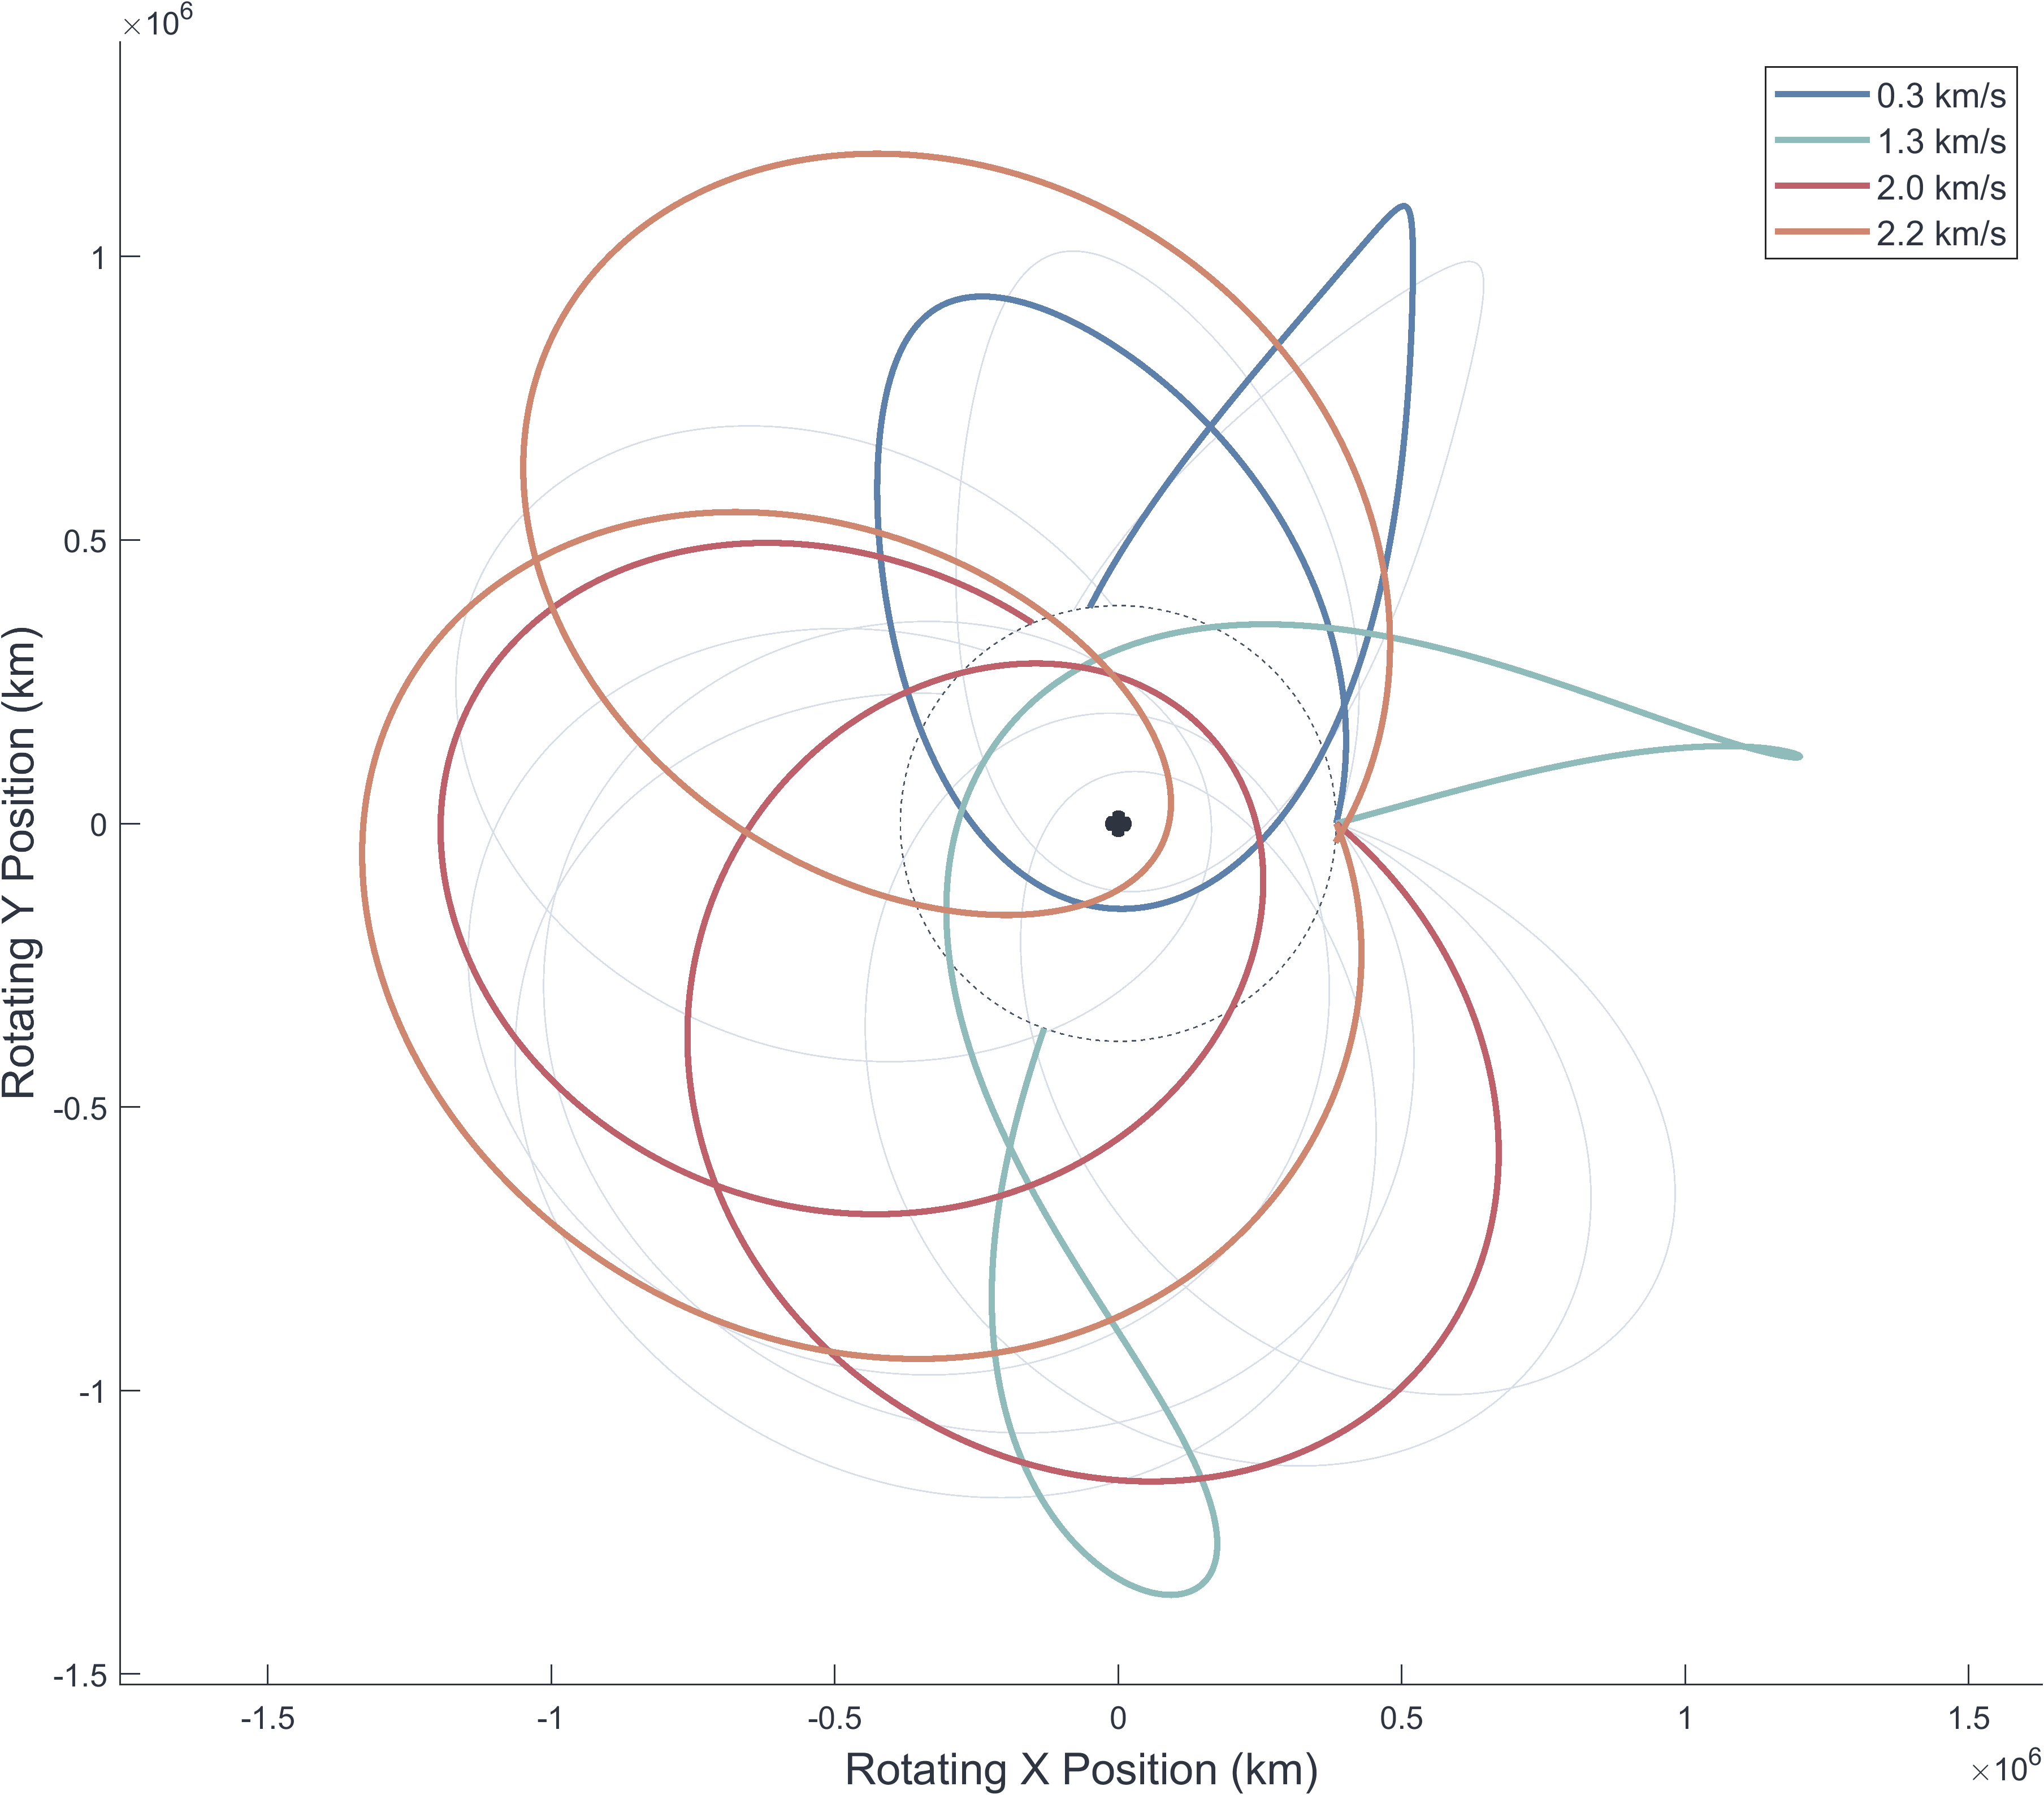 ×10⁶
0.3 km/s
1.3 km/s
2.0 km/s
2.2 km/s
1
0.5
0
-0.5
-1
-1.5
Rotating Y Position (km)
-1.5 -1 -0.5 0 0.5 1 1.5
Rotating X Position (km)
×10⁶